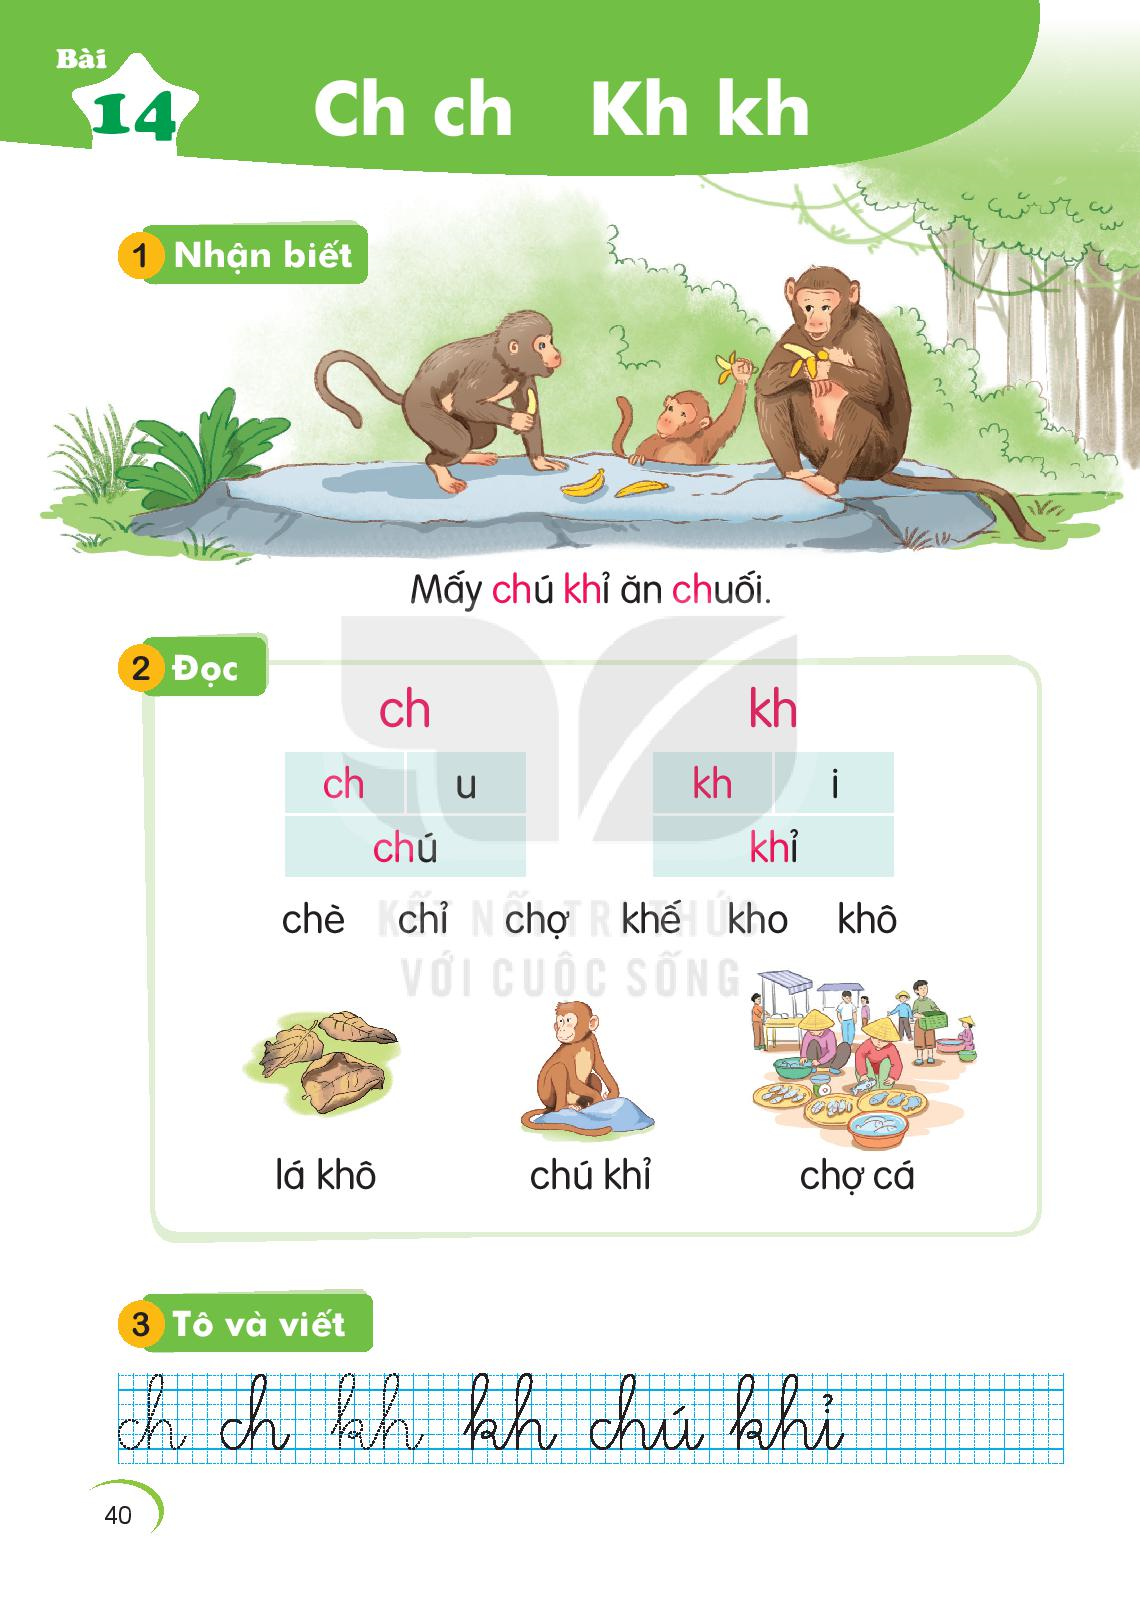 Bài
14
Ch ch Kh kh
1 Nhận biết
Mấy chú khỉ ăn chuối.
2 Đọc
ch kh
ch u kh i
chú khỉ
chè chỉ chợ khế kho khô
KẾT NỐI TRI THỨC
VỚI CUỘC SỐNG
lá khô chú khỉ chợ cá
3 Tô và viết
ch ch kh kh chú khỉ
40